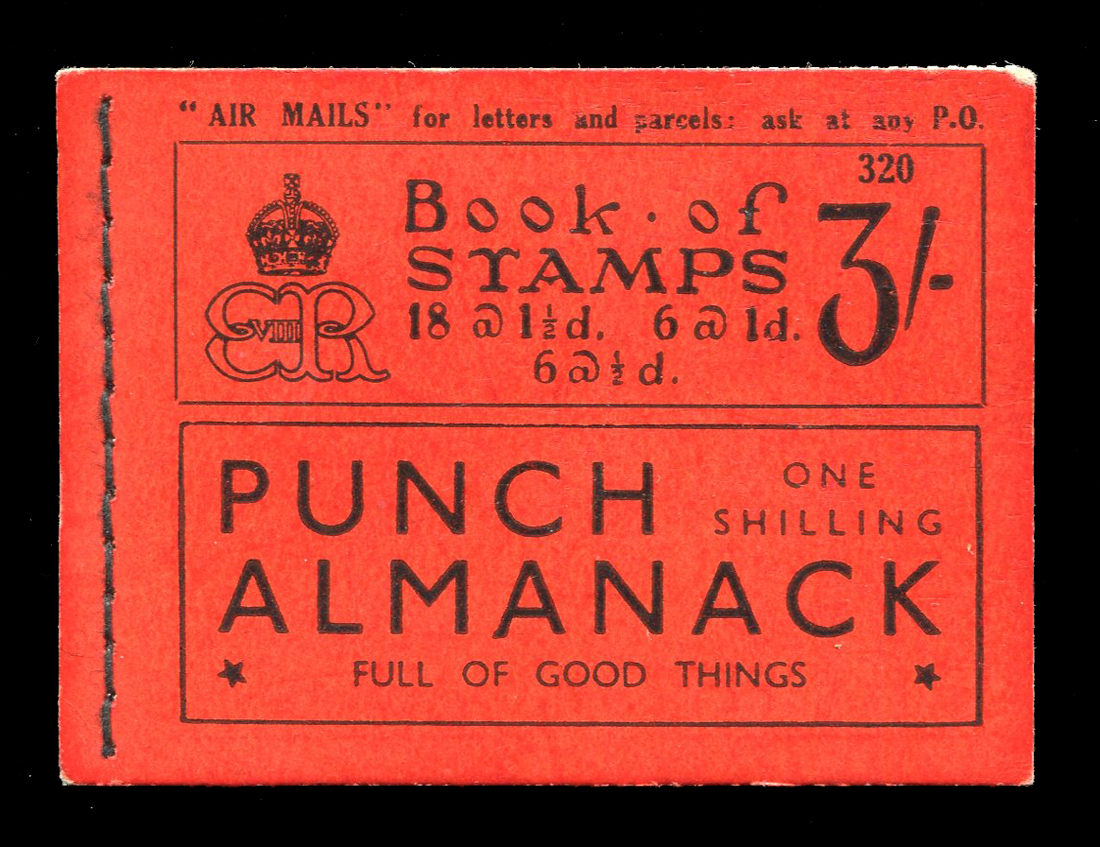 "AIR MAILS" for letters and parcels: ask at any P.O.
320
Book · of
STAMPS
3/-
18 @ 1½d. 6 @ 1d.
6 @ ½d.
EVIIIR
PUNCH
ONE
SHILLING
ALMANACK
★ FULL OF GOOD THINGS ★